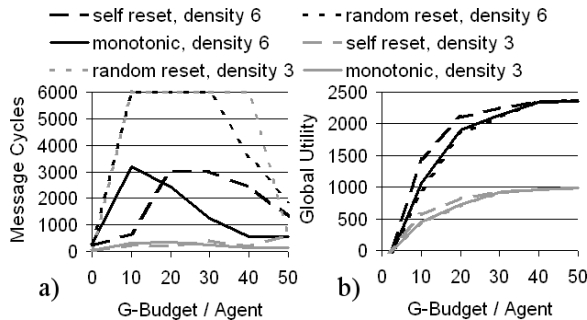 self reset, density 6
random reset, density 6
monotonic, density 6
self reset, density 3
random reset, density 3
monotonic, density 3
Message Cycles
6000
5000
4000
3000
2000
1000
0
0 10 20 30 40 50
a)
G-Budget / Agent
Global Utility
2500
2000
1500
1000
500
0
0 10 20 30 40 50
b)
G-Budget / Agent